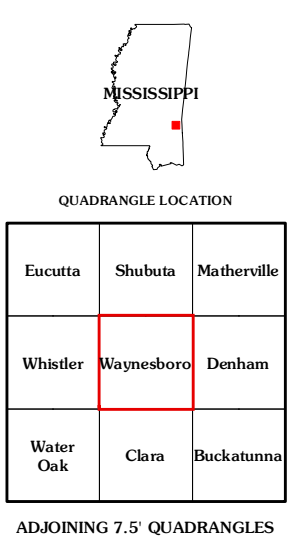 MISSISSIPPI
QUADRANGLE LOCATION
Eucutta Shubuta Matherville
Whistler Waynesboro Denham
Water
Oak
Clara Buckatunna
ADJOINING 7.5' QUADRANGLES